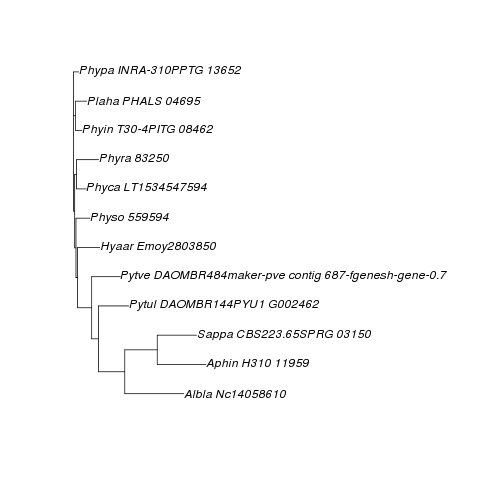 Phypa INRA-310PPTG 13652
Plaha PHALS 04695
Phyin T30-4PITG 08462
Phyra 83250
Phyca LT1534547594
Physo 559594
Hyaar Emoy2803850
Pytve DAOMBR484maker-pve contig 687-fgenesh-gene-0.7
Pytul DAOMBR144PYU1 G002462
Sappa CBS223.65SPRG 03150
Aphin H310 11959
Albla Nc14058610